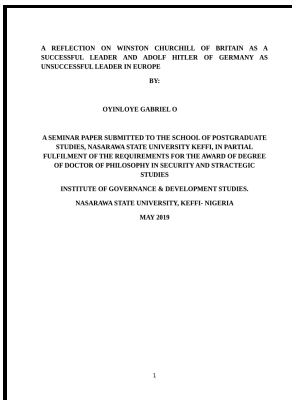 A REFLECTION ON WINSTON CHURCHILL OF BRITAIN AS A
SUCCESSFUL LEADER AND ADOLF HITLER OF GERMANY AS
UNSUCCESSFUL LEADER IN EUROPE
BY:
OYINLOYE GABRIEL O
A SEMINAR PAPER SUBMITTED TO THE SCHOOL OF POSTGRADUATE
STUDIES, NASARAWA STATE UNIVERSITY KEFFI, IN PARTIAL
FULFILMENT OF THE REQUIREMENTS FOR THE AWARD OF DEGREE
OF DOCTOR OF PHILOSOPHY IN SECURITY AND STRACTEGIC
STUDIES
INSTITUTE OF GOVERNANCE & DEVELOPMENT STUDIES.
NASARAWA STATE UNIVERSITY, KEFFI- NIGERIA
MAY 2019
1